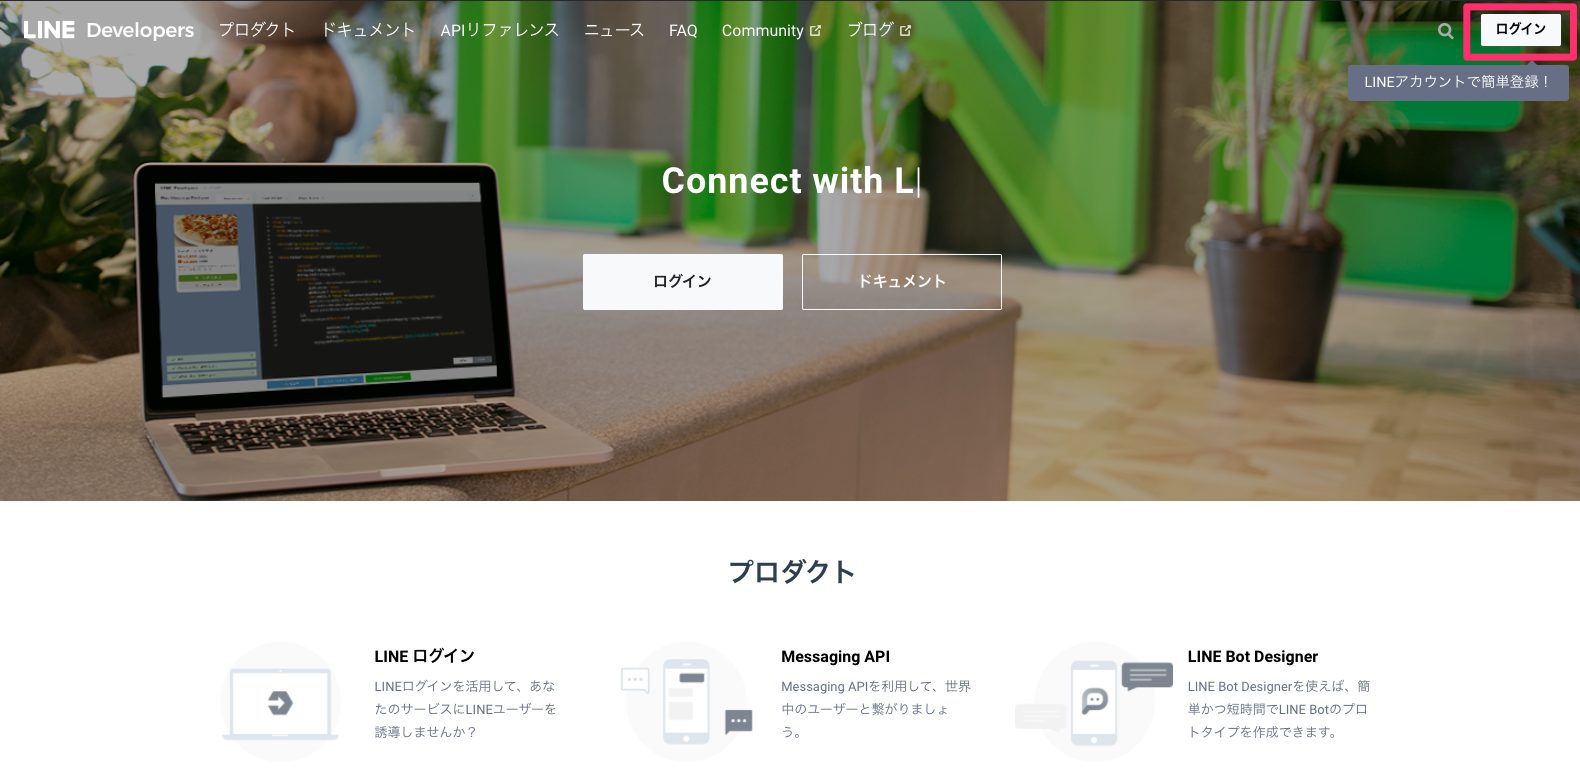 LINE Developers プロダクト ドキュメント APIリファレンス ニュース FAQ Community ブログ ログイン
LINEアカウントで簡単登録！
Connect with L
ログイン ドキュメント
プロダクト
LINE ログイン
LINEログインを活用して、あな
たのサービスにLINEユーザーを
誘導しませんか？
Messaging API
Messaging APIを利用して、世界
中のユーザーと繋がりましょ
う。
LINE Bot Designer
LINE Bot Designerを使えば、簡
単かつ短時間でLINE Botのプロ
トタイプを作成できます。